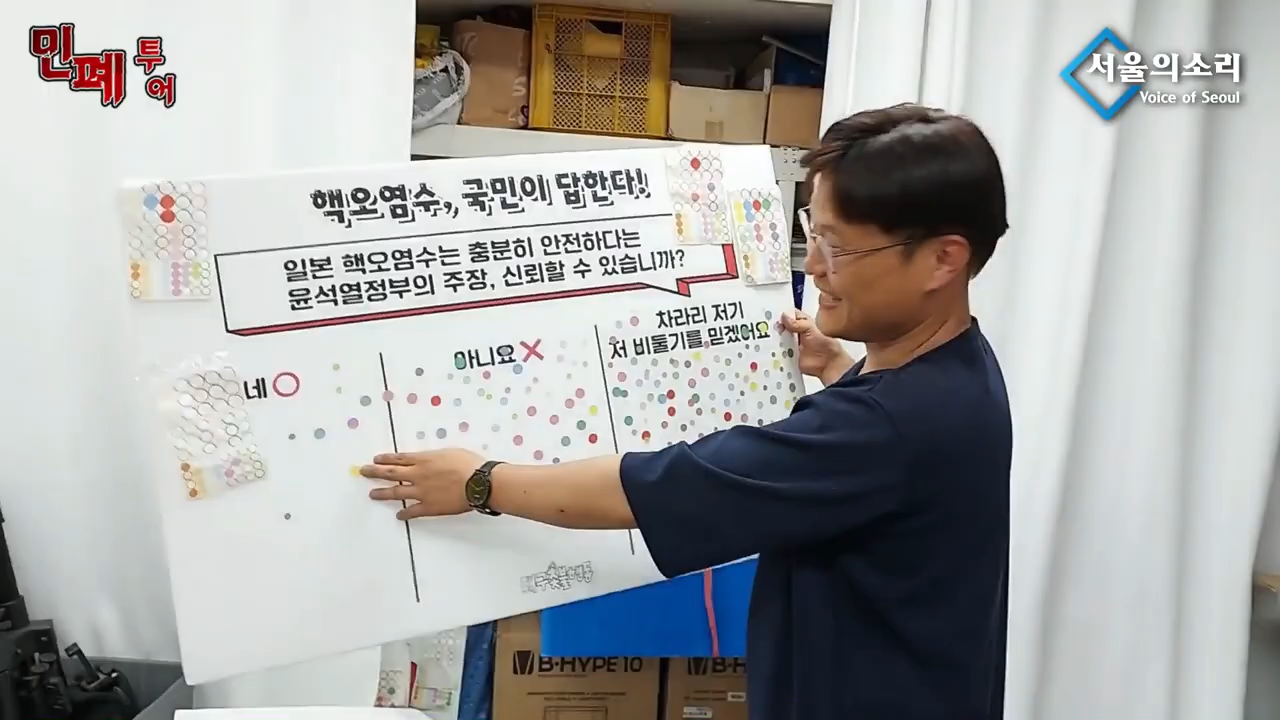 민폐
투어
서울의소리
Voice of Seoul
핵오염수, 국민이 답한다!
일본 핵오염수는 충분히 안전하다는
윤석열정부의 주장, 신뢰할 수 있습니까?
네 O
아니요 X
차라리 저기
저 비둘기를 믿겠어요
B·HYPE 10